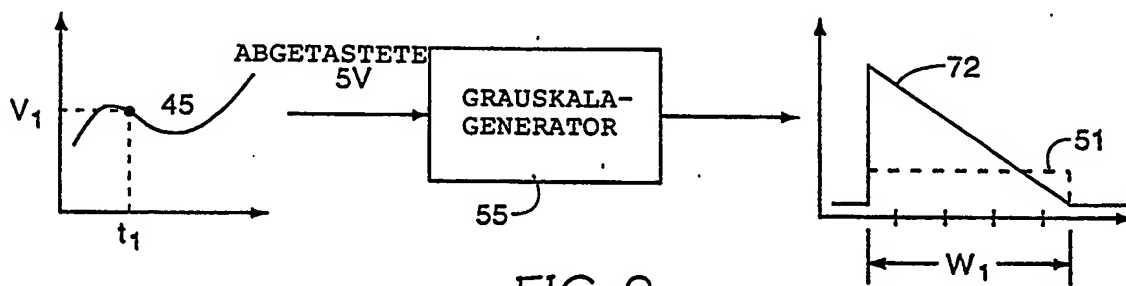 V1
45
t1
ABGETASTETE
5V
GRAUSKALA-
GENERATOR
55
72
51
W1